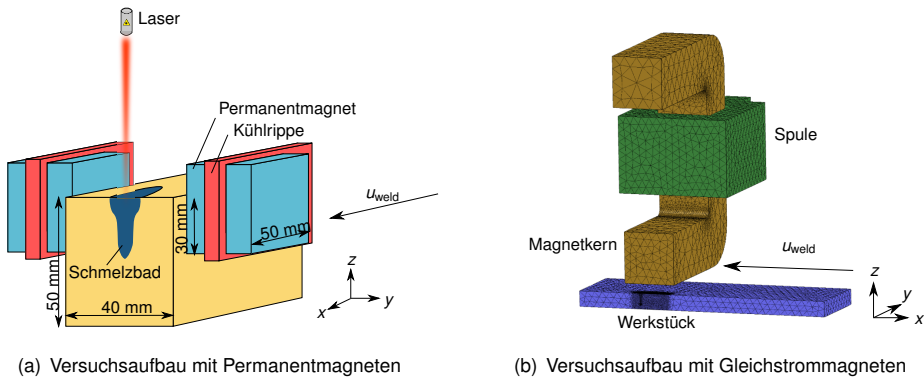 Laser
Permanentmagnet
Kühlrippe
u_weld
30 mm
50 mm
Schmelzbad
50 mm
40 mm
z
y
x
(a) Versuchsaufbau mit Permanentmagneten
Spule
Magnetkern
u_weld
z
y
x
Werkstück
(b) Versuchsaufbau mit Gleichstrommagneten